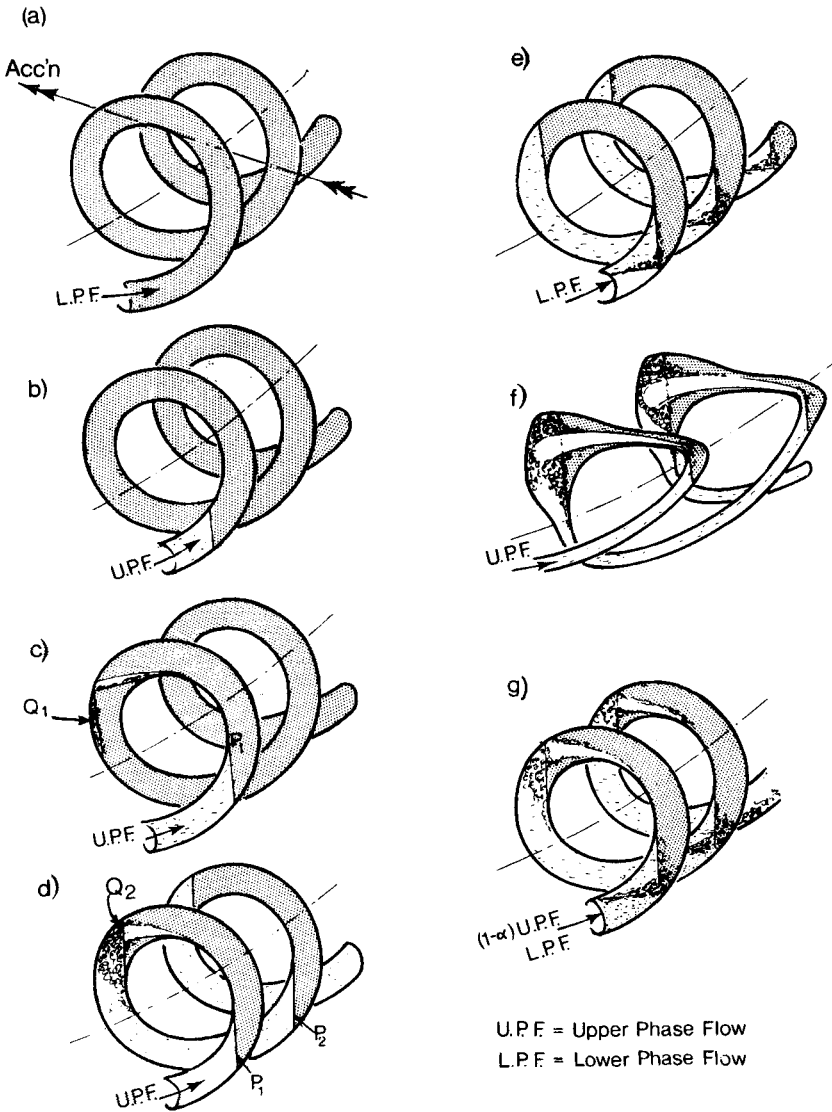 (a)
Acc'n
L.P.F.
b)
U.P.F.
c)
Q1
P1
U.P.F.
d)
Q2
P1
P2
U.P.F.
e)
L.P.F.
f)
U.P.F.
g)
(1-α) U.P.F.
L.P.F.
U.P.F. = Upper Phase Flow
L.P.F. = Lower Phase Flow